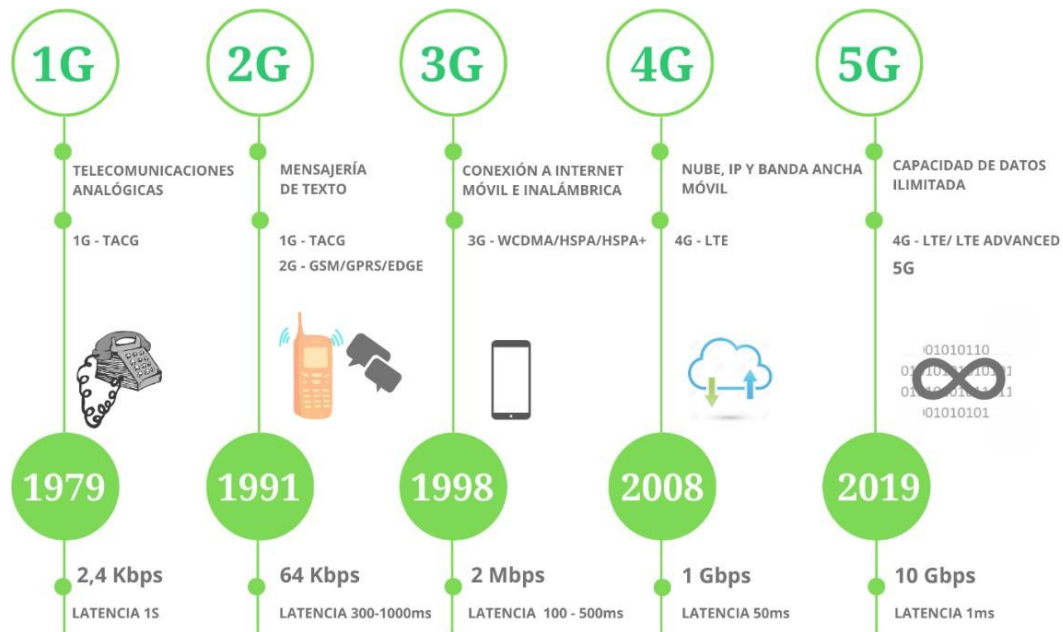 1G
2G
3G
4G
5G
TELECOMUNICACIONES
ANALÓGICAS
MENSAJERÍA
DE TEXTO
CONEXIÓN A INTERNET
MÓVIL E INALÁMBRICA
NUBE, IP Y BANDA ANCHA
MÓVIL
CAPACIDAD DE DATOS
ILIMITADA
1G - TACG
1G - TACG
2G - GSM/GPRS/EDGE
3G - WCDMA/HSPA/HSPA+
4G - LTE
4G - LTE/ LTE ADVANCED
5G
01010110
01010101
1979
1991
1998
2008
2019
2,4 Kbps
64 Kbps
2 Mbps
1 Gbps
10 Gbps
LATENCIA 1S
LATENCIA 300-1000ms
LATENCIA 100 - 500ms
LATENCIA 50ms
LATENCIA 1ms